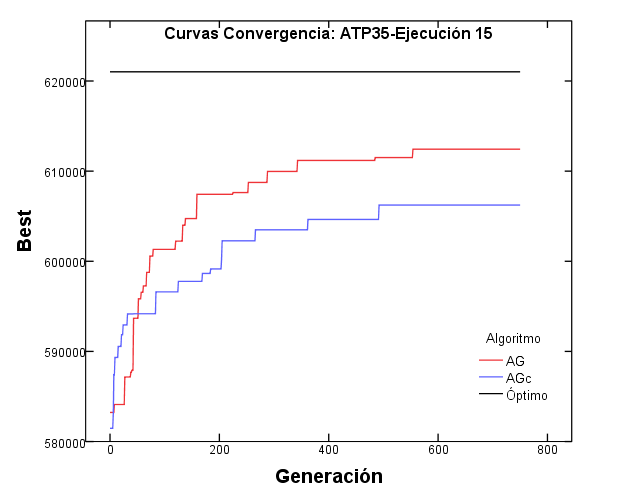 Curvas Convergencia: ATP35-Ejecución 15
620000
610000
600000
590000
580000
Best
Algoritmo
AG
AGc
Óptimo
0
200
400
600
800
Generación